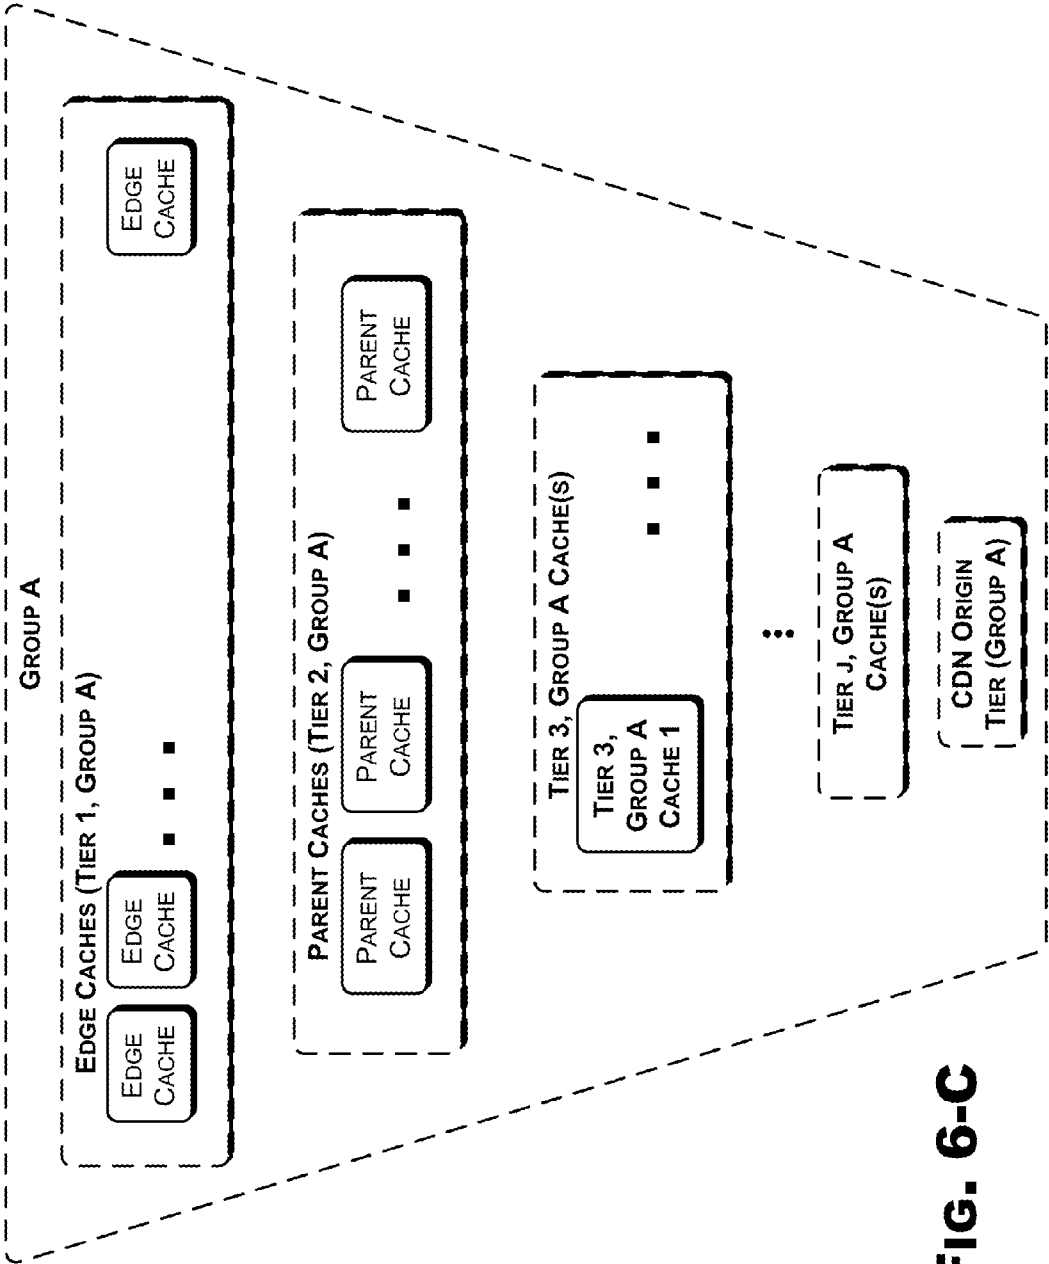 GROUP A
EDGE CACHES (TIER 1, GROUP A)
EDGE
CACHE
EDGE
CACHE
EDGE
CACHE
PARENT CACHES (TIER 2, GROUP A)
PARENT
CACHE
PARENT
CACHE
PARENT
CACHE
TIER 3, GROUP A CACHE(S)
TIER 3,
GROUP A
CACHE 1
TIER J, GROUP A
CACHE(S)
CDN ORIGIN
TIER (GROUP A)
FIG. 6-C